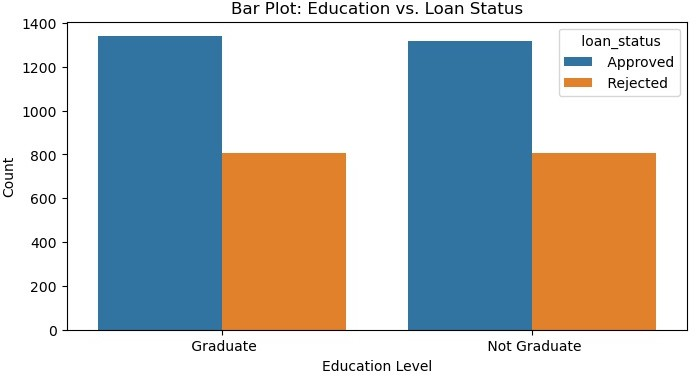 Bar Plot: Education vs. Loan Status
1400
1200
1000
800
600
400
200
0
Count
loan_status
Approved
Rejected
Graduate
Not Graduate
Education Level